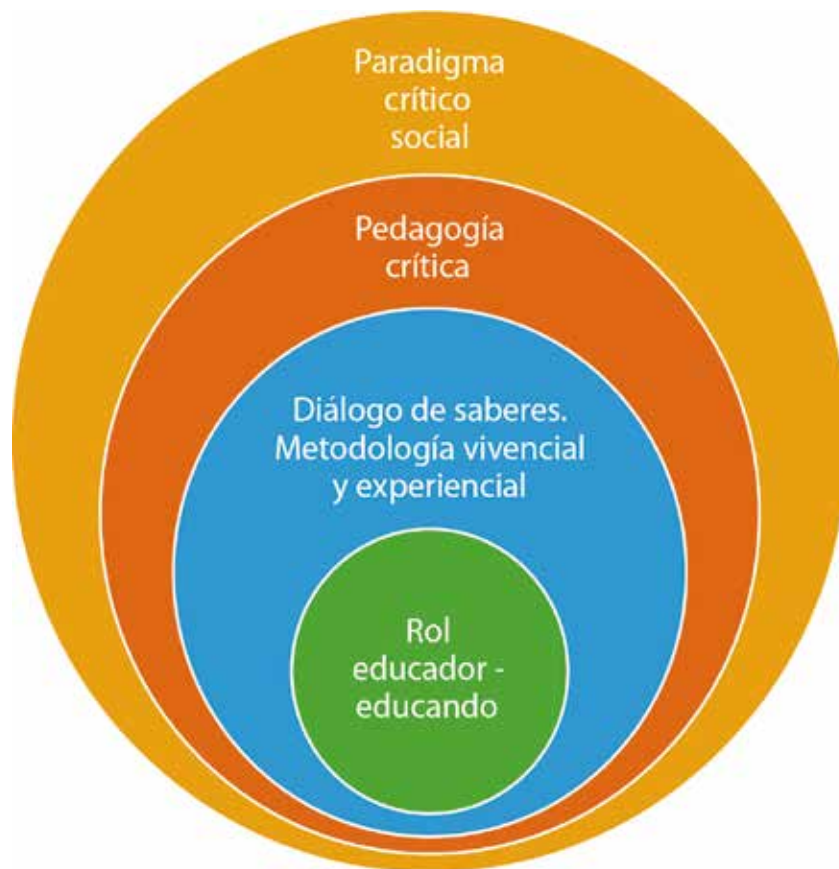 Paradigma
crítico
social
Pedagogía
crítica
Diálogo de saberes.
Metodología vivencial
y experiencial
Rol
educador -
educando